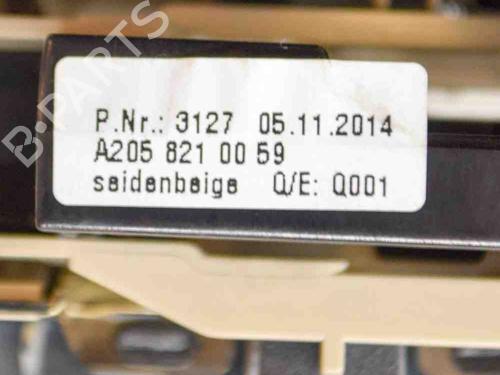 B-PARTS
P.Nr.: 3127 05.11.2014
A205 821 00 59
seidenbeige Q/E: Q001